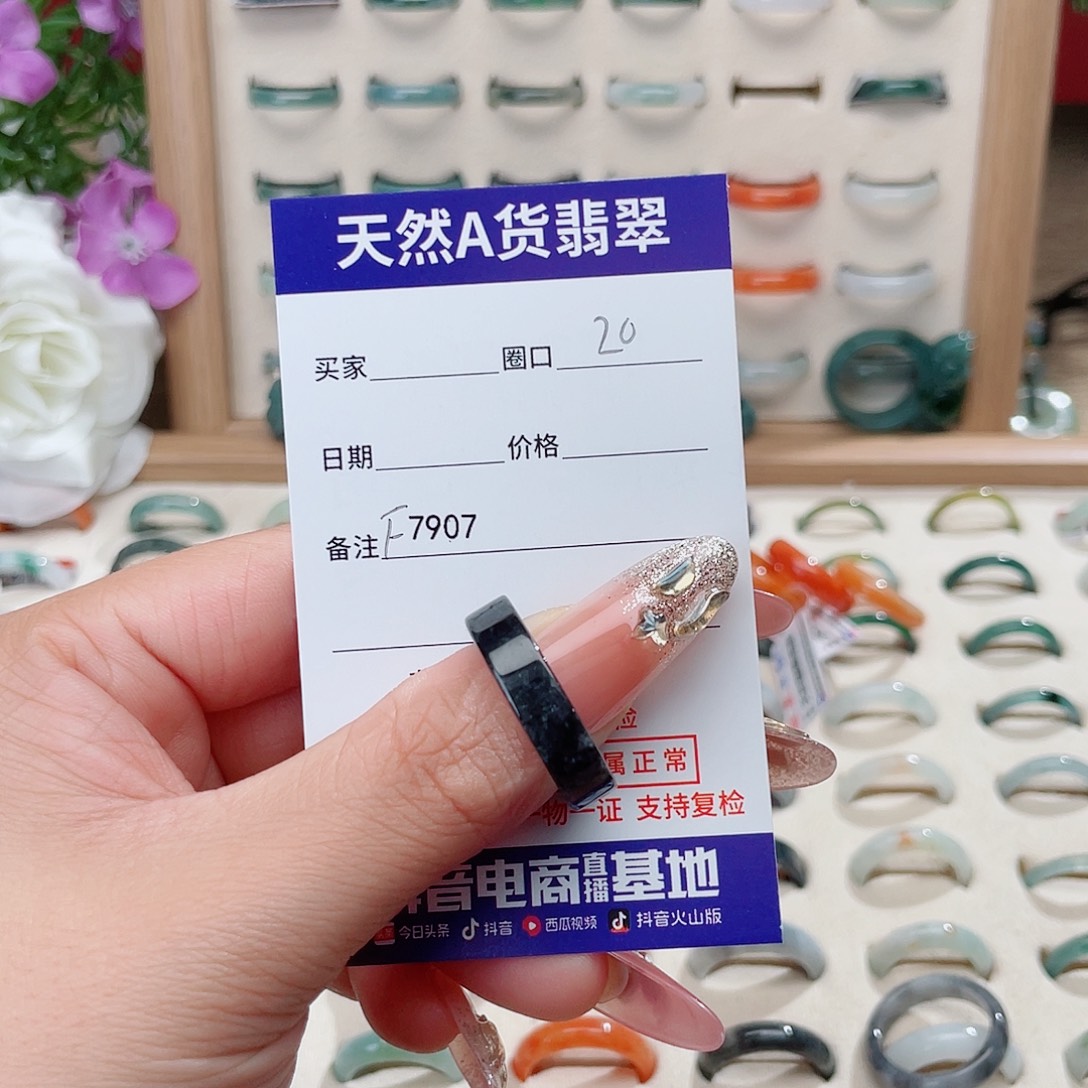 天然A货翡翠
买家 圈口 20
日期 价格
备注 F7907
验
属正常
物一证 支持复检
音电商直播基地
今日头条 抖音 西瓜视频 抖音火山版